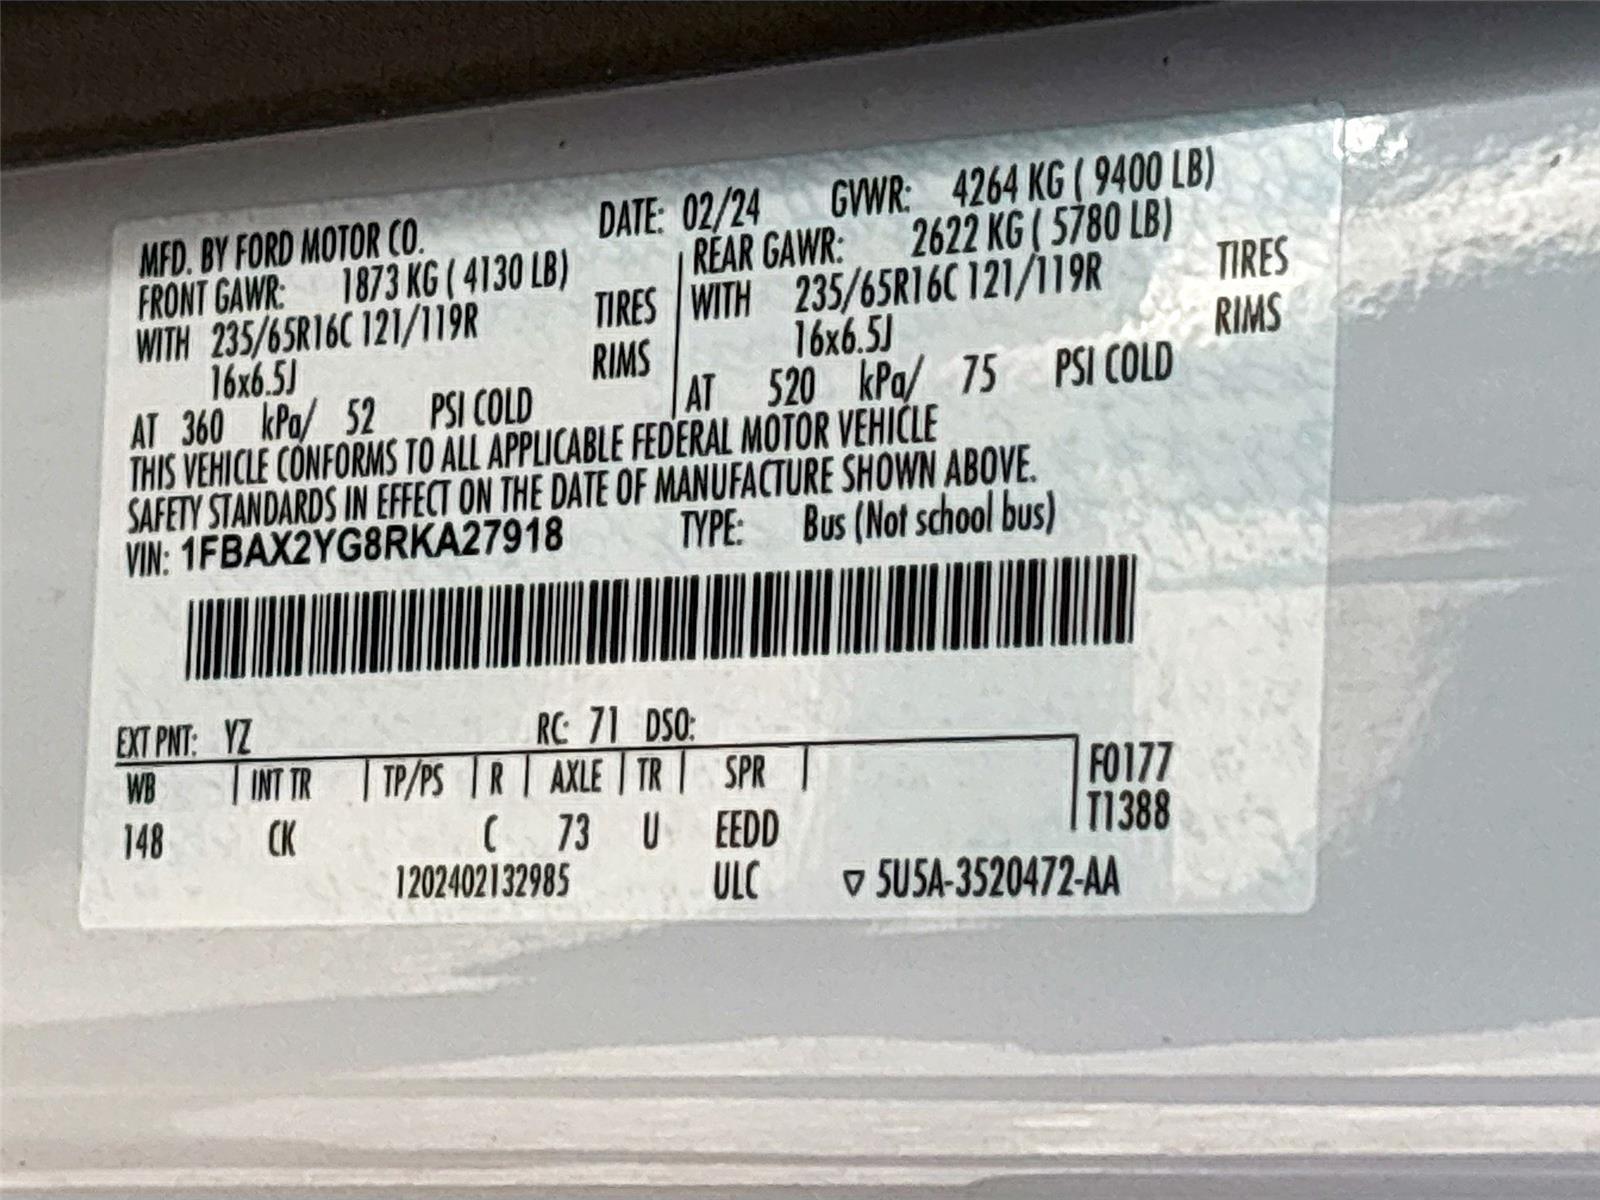 MFD. BY FORD MOTOR CO. DATE: 02/24 GVWR: 4264 KG ( 9400 LB)
FRONT GAWR: 1873 KG ( 4130 LB) REAR GAWR: 2622 KG ( 5780 LB)
WITH 235/65R16C 121/119R TIRES WITH 235/65R16C 121/119R TIRES
16x6.5J RIMS 16x6.5J RIMS
AT 360 kPa/ 52 PSI COLD AT 520 kPa/ 75 PSI COLD
THIS VEHICLE CONFORMS TO ALL APPLICABLE FEDERAL MOTOR VEHICLE
SAFETY STANDARDS IN EFFECT ON THE DATE OF MANUFACTURE SHOWN ABOVE.
VIN: 1FBAX2YG8RKA27918 TYPE: Bus (Not school bus)
EXT PNT: YZ RC: 71 DSO:
WB INT TR TP/PS R AXLE TR SPR F0177
T1388
148 CK C 73 U EEDD
1202402132985 ULC ▽ 5U5A-3520472-AA